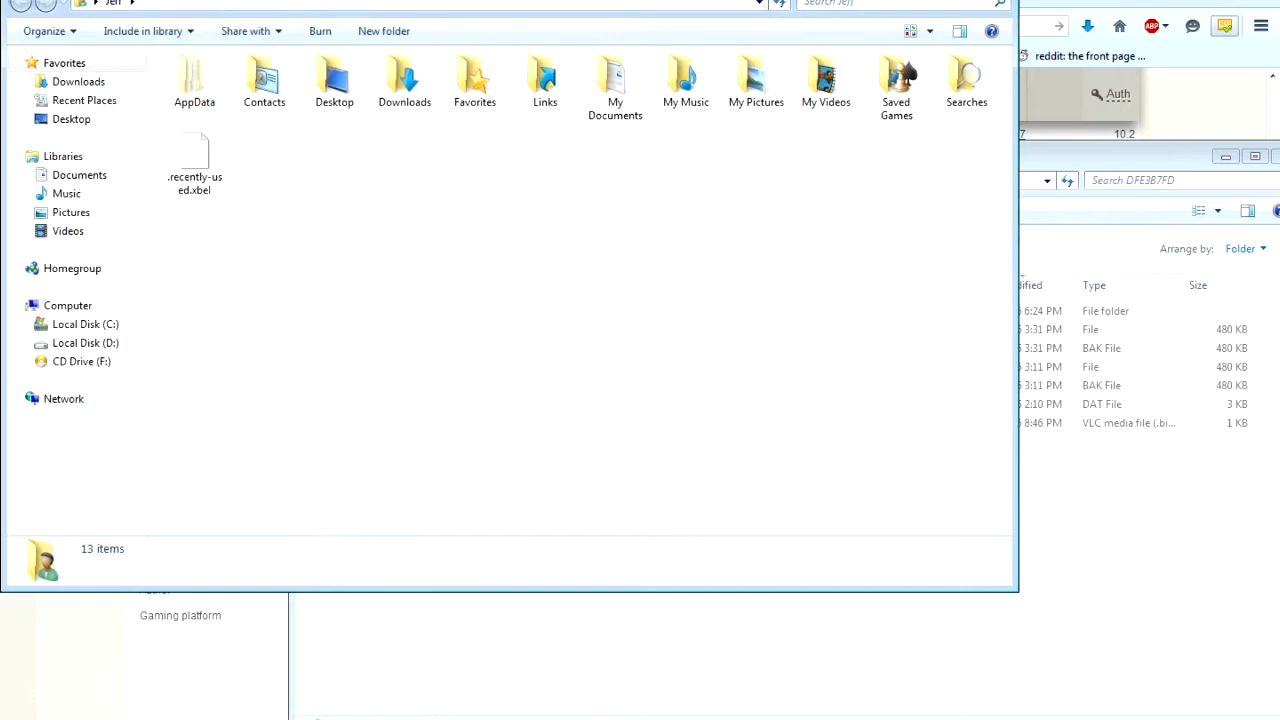 Jeff
Search Jeff
Organize
Include in library
Share with
Burn
New folder
Favorites
Downloads
Recent Places
Desktop
Libraries
Documents
Music
Pictures
Videos
Homegroup
Computer
Local Disk (C:)
Local Disk (D:)
CD Drive (F:)
Network
AppData
Contacts
Desktop
Downloads
Favorites
Links
My Documents
My Music
My Pictures
My Videos
Saved Games
Searches
.recently-us
ed.xbel
13 items
Gaming platform
ABP
reddit: the front page ...
Auth
10.2
Search DFE3B7FD
Arrange by: Folder
Type Size
6:24 PM File folder
3:31 PM File 480 KB
3:31 PM BAK File 480 KB
3:11 PM File 480 KB
3:11 PM BAK File 480 KB
2:10 PM DAT File 3 KB
8:46 PM VLC media file (.bi... 1 KB